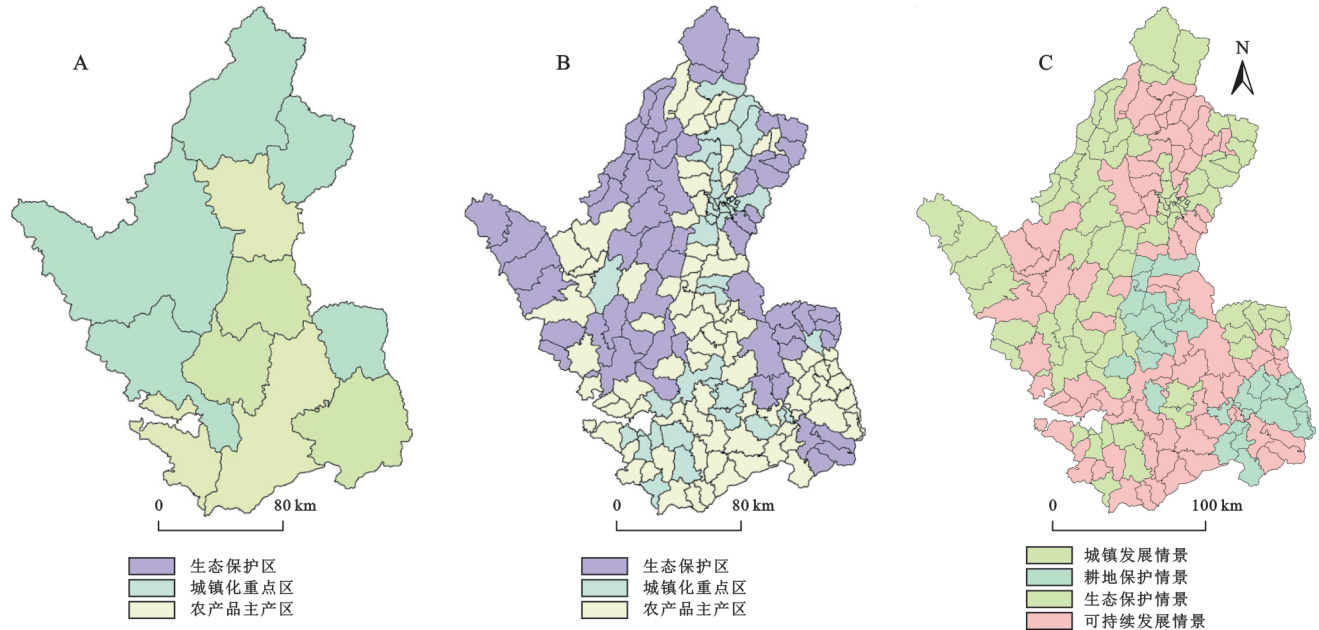 A
B
C
N
0 80 km
0 80 km
0 100 km
生态保护区
城镇化重点区
农产品主产区
生态保护区
城镇化重点区
农产品主产区
城镇发展情景
耕地保护情景
生态保护情景
可持续发展情景